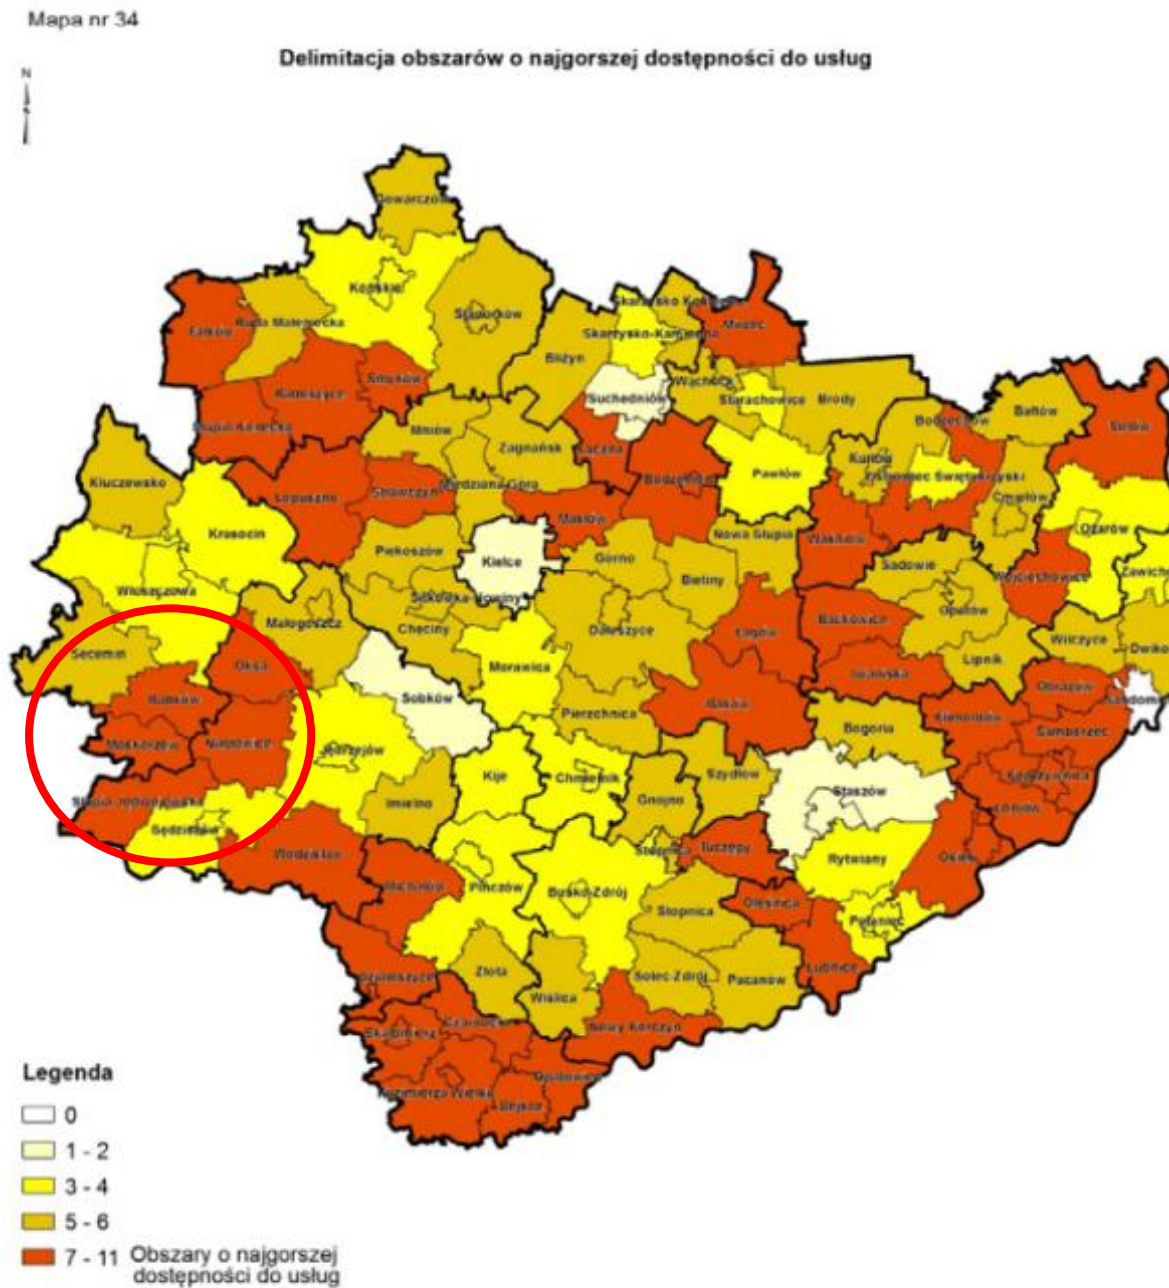 Mapa nr 34
Delimitacja obszarów o najgorszej dostępności do usług
N
Gowarczów
Końskie
Stąporków
Fałków
Ruda Maleniecka
Skarżysko-Kamienna
Mirzec
Bliżyn
Radoszyce
Smyków
Suchedniów
Wąchock
Starachowice
Brody
Bodzechów
Bałtów
Słupia Konecka
Mniów
Zagnańsk
Łączna
Pawłów
Kunów
Kluczewsko
Łopuszno
Strawczyn
Miedziana Góra
Bodzentyn
Ćmielów
Krasocin
Masłów
Ożarów
Piekoszów
Kielce
Górno
Nowa Słupia
Waśniów
Sadowie
Wojciechowice
Włoszczowa
Bieliny
Opatów
Małogoszcz
Chęciny
Daleszyce
Łagów
Baćkowice
Wilczyce
Secemin
Oksa
Morawica
Lipnik
Iwaniska
Radków
Sobków
Raków
Obrazów
Pierzchnica
Bogoria
Klimontów
Samborzec
Moskorzew
Nagłowice
Jędrzejów
Kije
Chmielnik
Szydłów
Staszów
Koprzywnica
Imielno
Gnojno
Łoniów
Słupia Jędrzejowska
Sędziszów
Wodzisław
Tuczępy
Rytwiany
Osiek
Michałów
Pińczów
Busko-Zdrój
Stopnica
Oleśnica
Połaniec
Złota
Solec-Zdrój
Pacanów
Łubnice
Działoszyce
Wiślica
Nowy Korczyn
Skalbmierz
Czarnocin
Opatowiec
Kazimierza Wielka
Bejsce
Legenda
0
1 - 2
3 - 4
5 - 6
7 - 11 Obszary o najgorszej
dostępności do usług